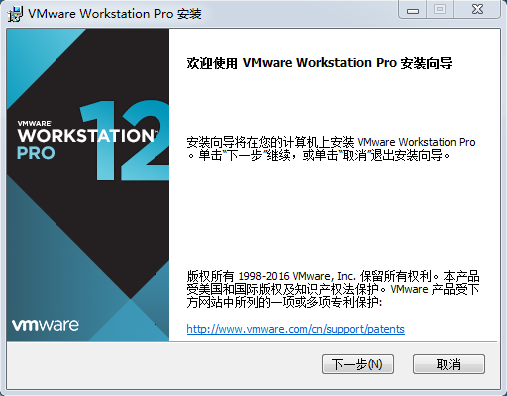 VMware Workstation Pro 安装
欢迎使用 VMware Workstation Pro 安装向导
VMWARE
WORKSTATION
PRO
12
安装向导将在您的计算机上安装 VMware Workstation Pro
。单击“下一步”继续，或单击“取消”退出安装向导。
版权所有 1998-2016 VMware, Inc. 保留所有权利。本产品
受美国和国际版权及知识产权法保护。VMware 产品受下
方网站中所列的一项或多项专利保护:
http://www.vmware.com/cn/support/patents
vmware
下一步(N)
取消